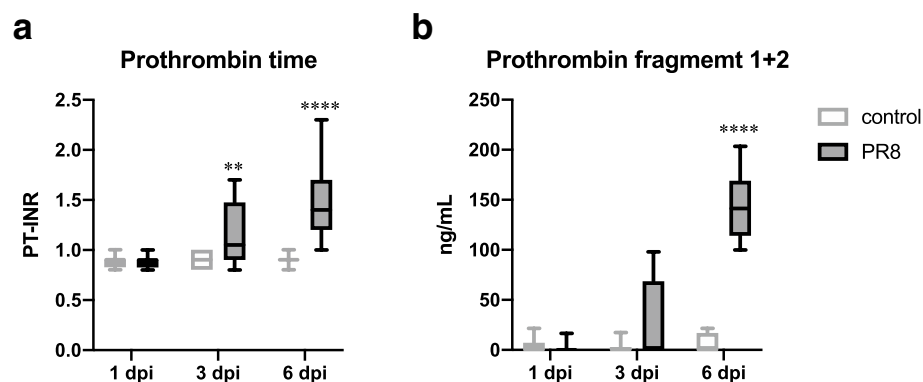 a
Prothrombin time
PT-INR
2.5
2.0
1.5
1.0
0.5
0.0
**
****
1 dpi
3 dpi
6 dpi
b
Prothrombin fragmemt 1+2
ng/mL
250
200
150
100
50
0
****
1 dpi
3 dpi
6 dpi
control
PR8